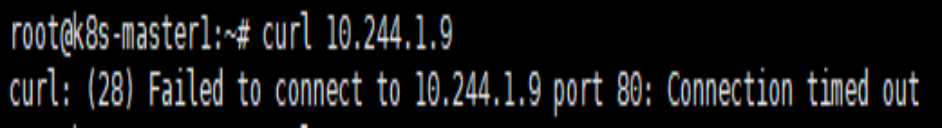 root@k8s-master1:~# curl 10.244.1.9
curl: (28) Failed to connect to 10.244.1.9 port 80: Connection timed out